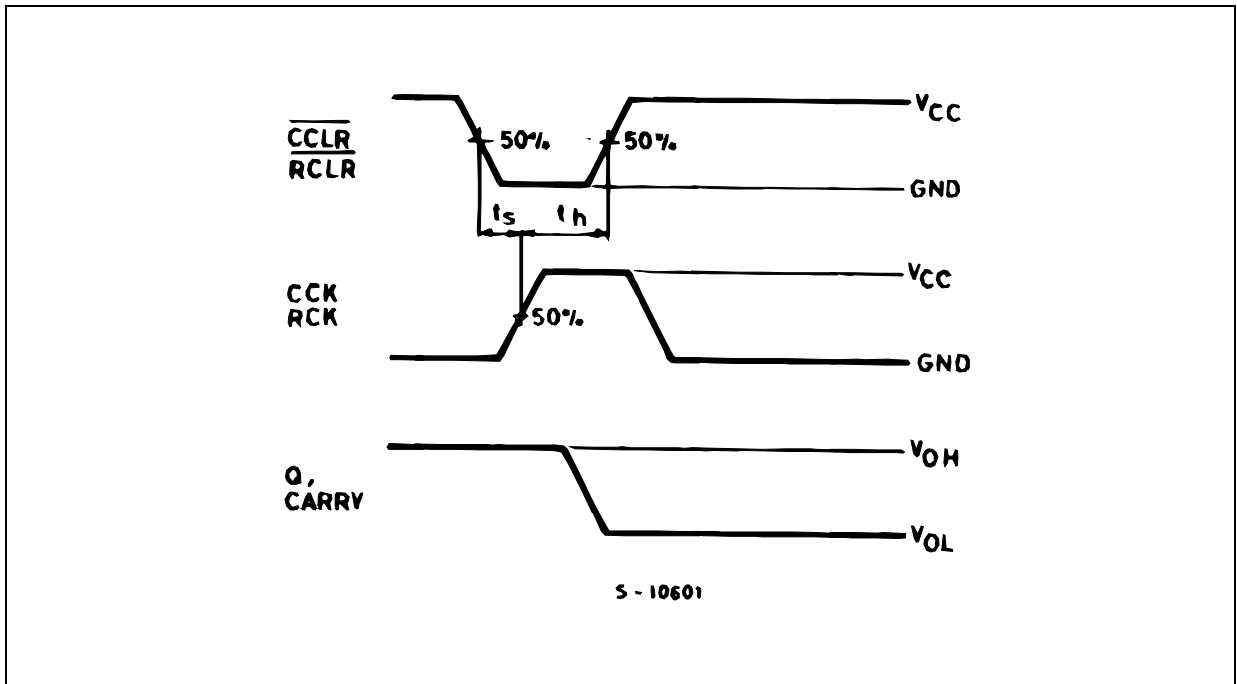 VCC
CCLR
RCLR
50%
50%
GND
ts
th
VCC
CCK
RCK
50%
GND
VOH
Q,
CARRY
VOL
S - 10601